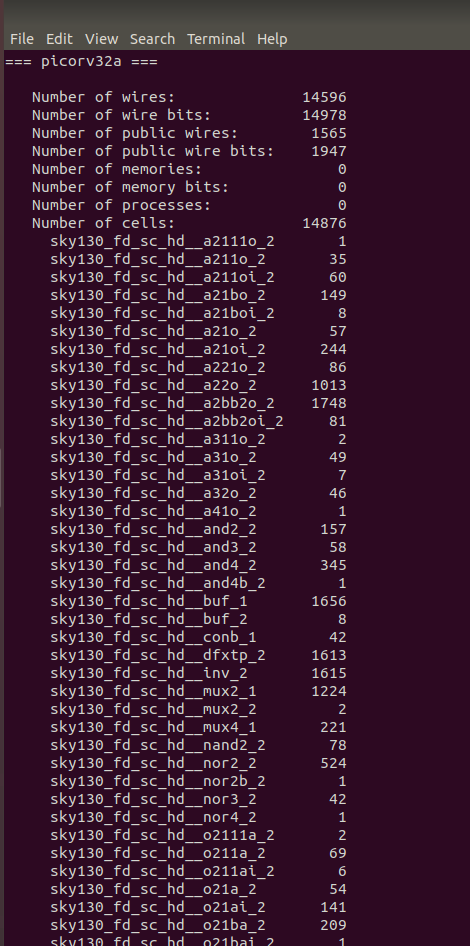 File Edit View Search Terminal Help
=== picorv32a ===
Number of wires: 14596
Number of wire bits: 14978
Number of public wires: 1565
Number of public wire bits: 1947
Number of memories: 0
Number of memory bits: 0
Number of processes: 0
Number of cells: 14876
sky130_fd_sc_hd__a2111o_2 1
sky130_fd_sc_hd__a211o_2 35
sky130_fd_sc_hd__a211oi_2 60
sky130_fd_sc_hd__a21bo_2 149
sky130_fd_sc_hd__a21boi_2 8
sky130_fd_sc_hd__a21o_2 57
sky130_fd_sc_hd__a21oi_2 244
sky130_fd_sc_hd__a221o_2 86
sky130_fd_sc_hd__a22o_2 1013
sky130_fd_sc_hd__a2bb2o_2 1748
sky130_fd_sc_hd__a2bb2oi_2 81
sky130_fd_sc_hd__a311o_2 2
sky130_fd_sc_hd__a31o_2 49
sky130_fd_sc_hd__a31oi_2 7
sky130_fd_sc_hd__a32o_2 46
sky130_fd_sc_hd__a41o_2 1
sky130_fd_sc_hd__and2_2 157
sky130_fd_sc_hd__and3_2 58
sky130_fd_sc_hd__and4_2 345
sky130_fd_sc_hd__and4b_2 1
sky130_fd_sc_hd__buf_1 1656
sky130_fd_sc_hd__buf_2 8
sky130_fd_sc_hd__conb_1 42
sky130_fd_sc_hd__dfxtp_2 1613
sky130_fd_sc_hd__inv_2 1615
sky130_fd_sc_hd__mux2_1 1224
sky130_fd_sc_hd__mux2_2 2
sky130_fd_sc_hd__mux4_1 221
sky130_fd_sc_hd__nand2_2 78
sky130_fd_sc_hd__nor2_2 524
sky130_fd_sc_hd__nor2b_2 1
sky130_fd_sc_hd__nor3_2 42
sky130_fd_sc_hd__nor4_2 1
sky130_fd_sc_hd__o2111a_2 2
sky130_fd_sc_hd__o211a_2 69
sky130_fd_sc_hd__o211ai_2 6
sky130_fd_sc_hd__o21a_2 54
sky130_fd_sc_hd__o21ai_2 141
sky130_fd_sc_hd__o21ba_2 209
sky130_fd_sc_hd__o21bai_2 1